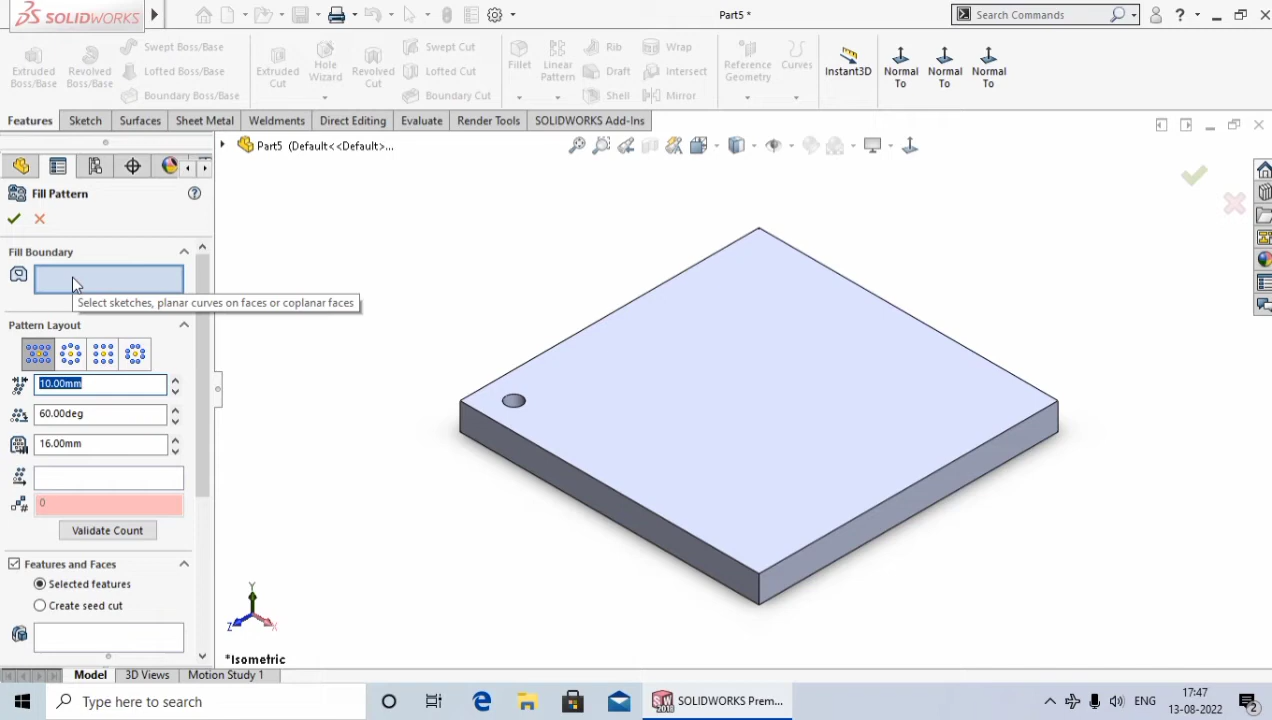 SOLIDWORKS
Part5 *
Search Commands
Extruded Boss/Base
Revolved Boss/Base
Swept Boss/Base
Lofted Boss/Base
Boundary Boss/Base
Extruded Cut
Hole Wizard
Revolved Cut
Swept Cut
Lofted Cut
Boundary Cut
Fillet
Linear Pattern
Rib
Draft
Shell
Wrap
Intersect
Mirror
Reference Geometry
Curves
Instant3D
Normal To
Normal To
Normal To
Features
Sketch
Surfaces
Sheet Metal
Weldments
Direct Editing
Evaluate
Render Tools
SOLIDWORKS Add-Ins
Part5 (Default<<Default>...
Fill Pattern
Fill Boundary
Select sketches, planar curves on faces or coplanar faces
Pattern Layout
10.00mm
60.00deg
16.00mm
0
Validate Count
Features and Faces
Selected features
Create seed cut
Y
Z
X
*Isometric
Model
3D Views
Motion Study 1
Type here to search
SOLIDWORKS Prem...
ENG
17:47
13-08-2022
2